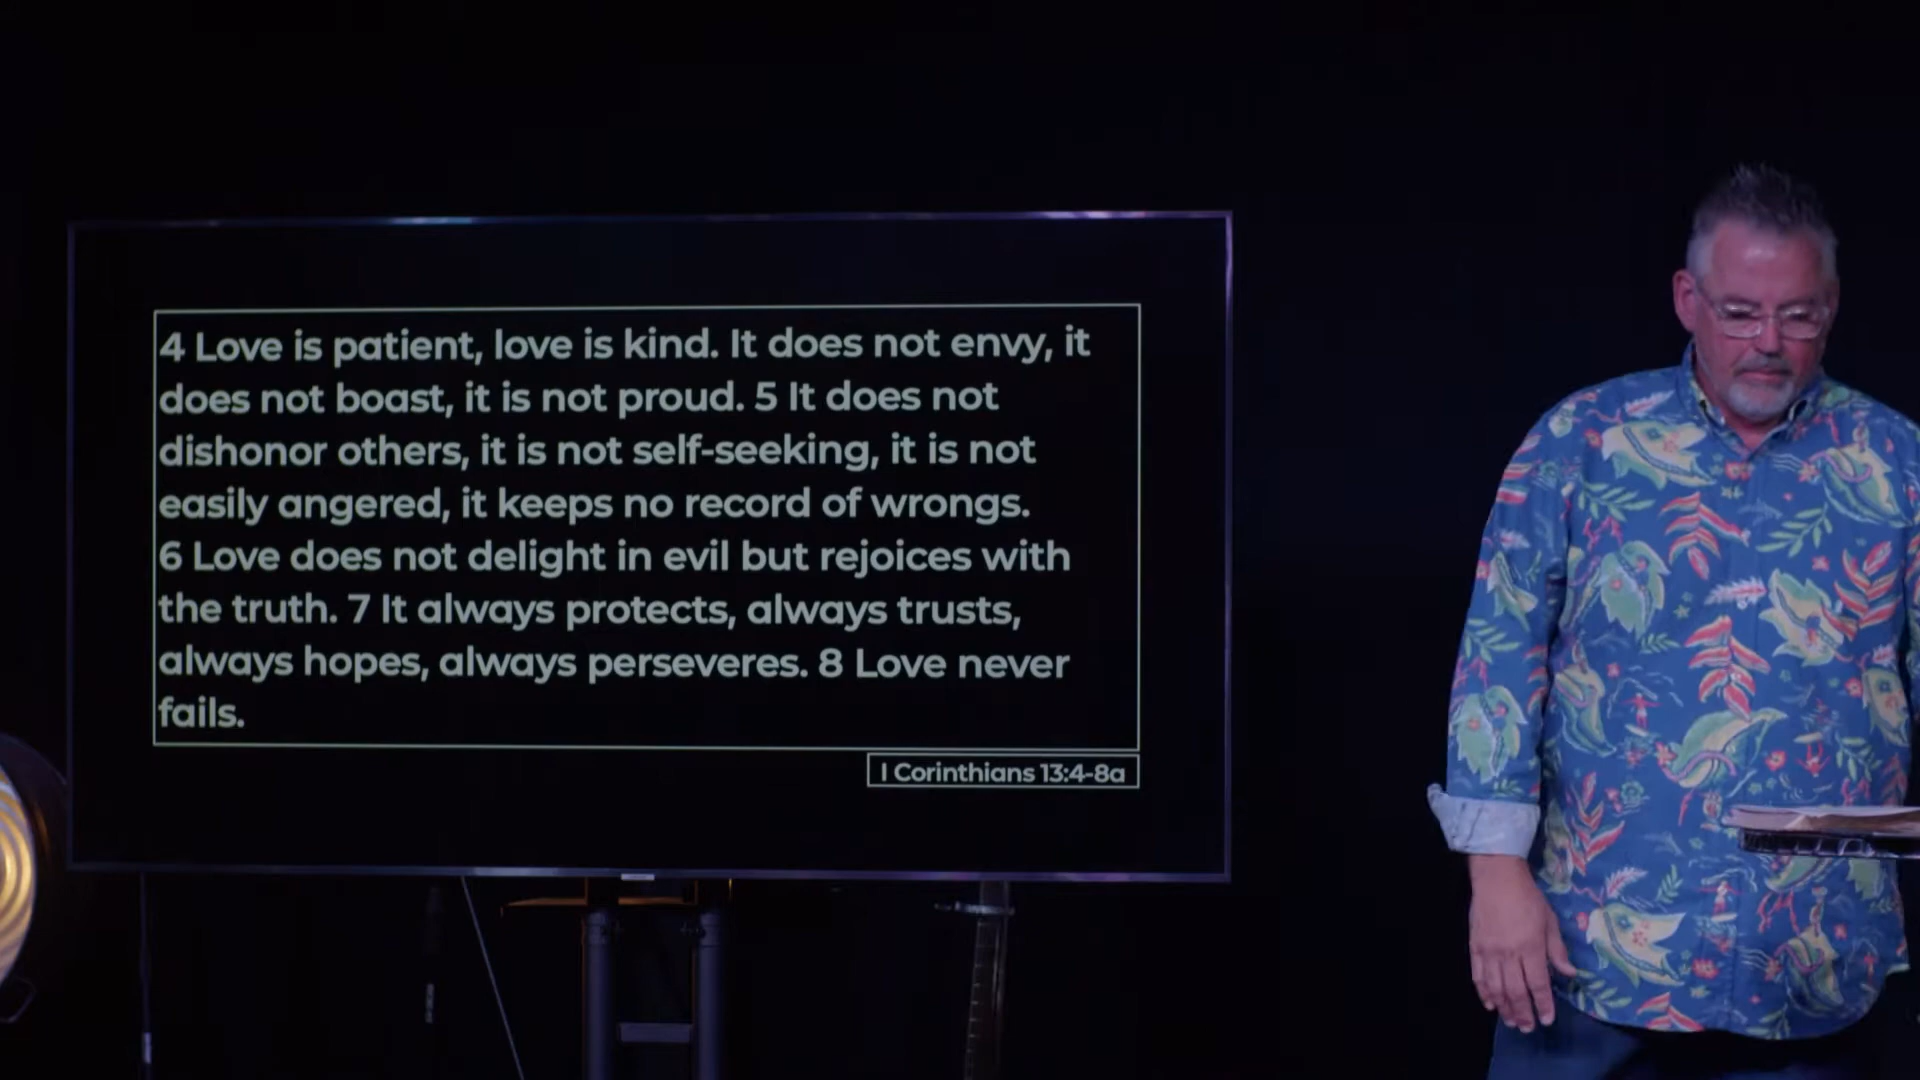 4 Love is patient, love is kind. It does not envy, it
does not boast, it is not proud. 5 It does not
dishonor others, it is not self-seeking, it is not
easily angered, it keeps no record of wrongs.
6 Love does not delight in evil but rejoices with
the truth. 7 It always protects, always trusts,
always hopes, always perseveres. 8 Love never
fails.
I Corinthians 13:4-8a